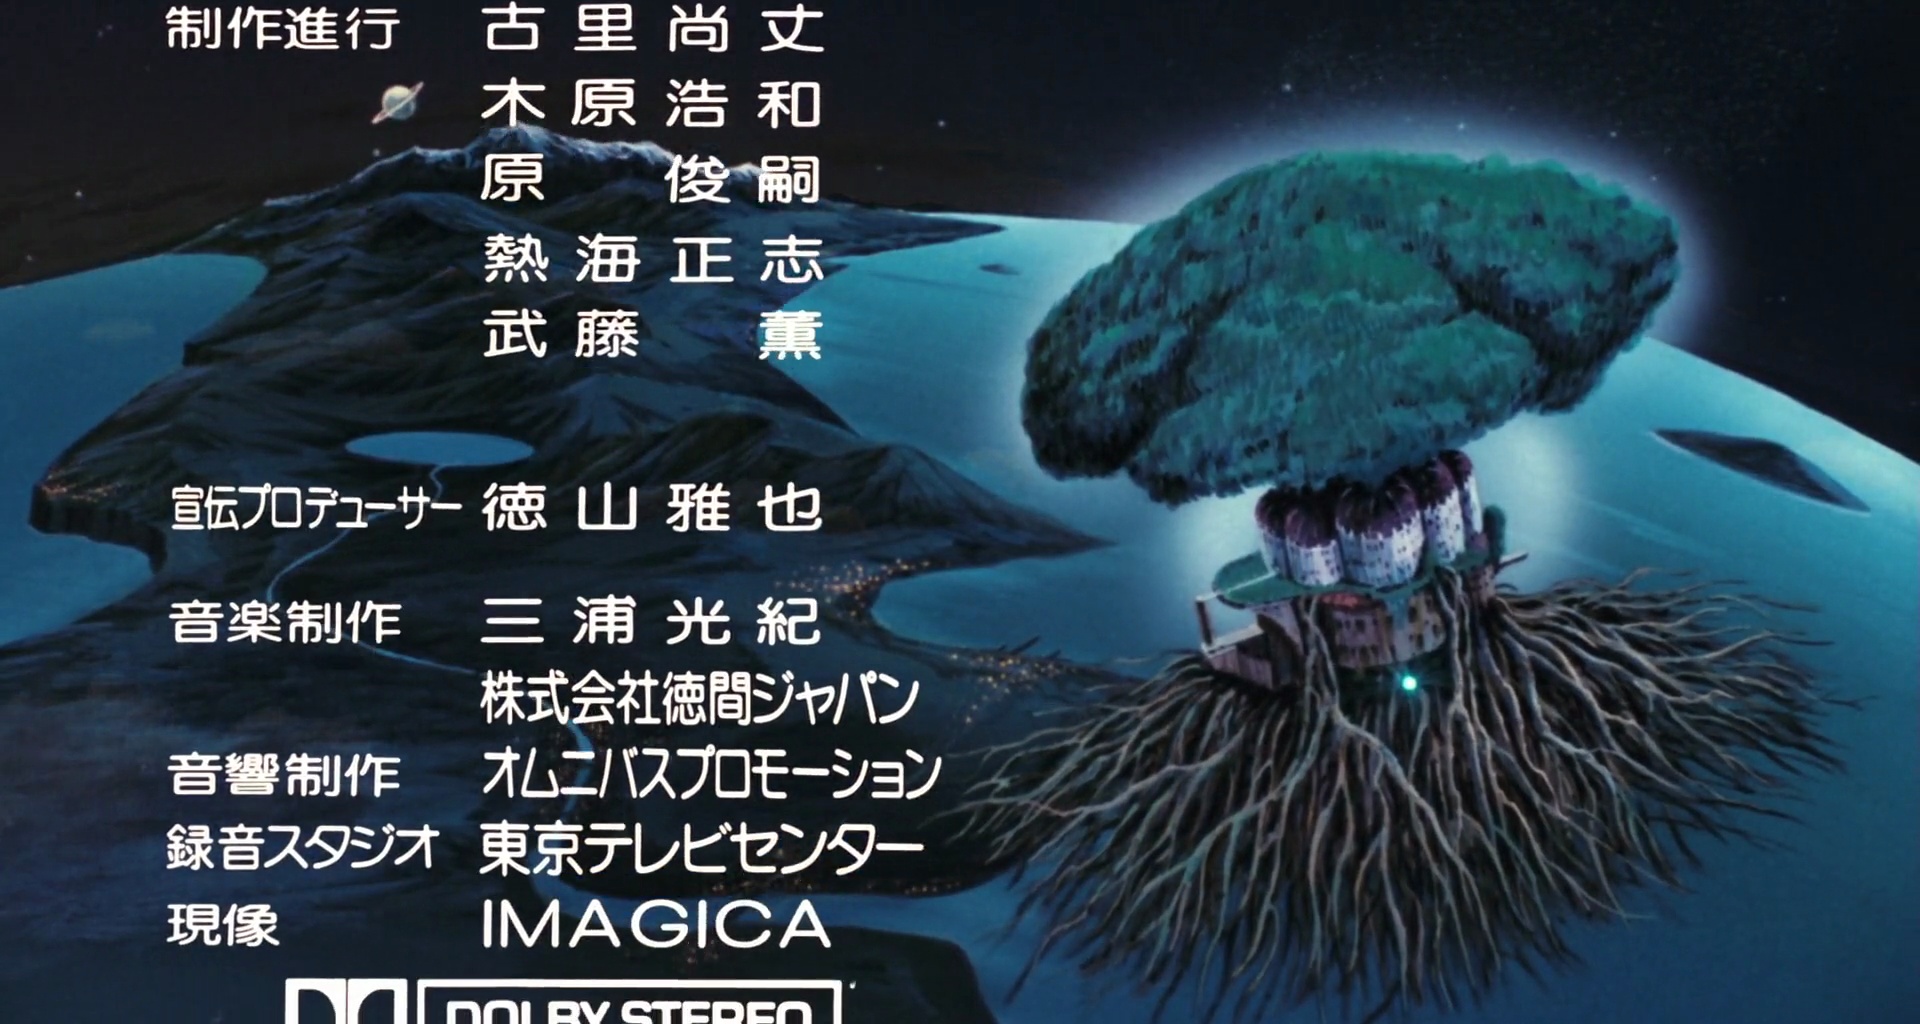 制作進行 古里尚丈
木原浩和
原 俊嗣
熱海正志
武藤 薫
宣伝プロデューサー 徳山雅也
音楽制作 三浦光紀
株式会社徳間ジャパン
音響制作 オムニバスプロモーション
録音スタジオ 東京テレビセンター
現像 IMAGICA
DOLBY STEREO